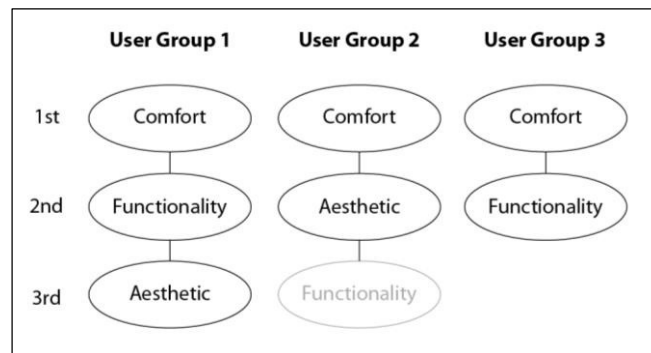 User Group 1 User Group 2 User Group 3
1st Comfort Comfort Comfort
2nd Functionality Aesthetic Functionality
3rd Aesthetic Functionality